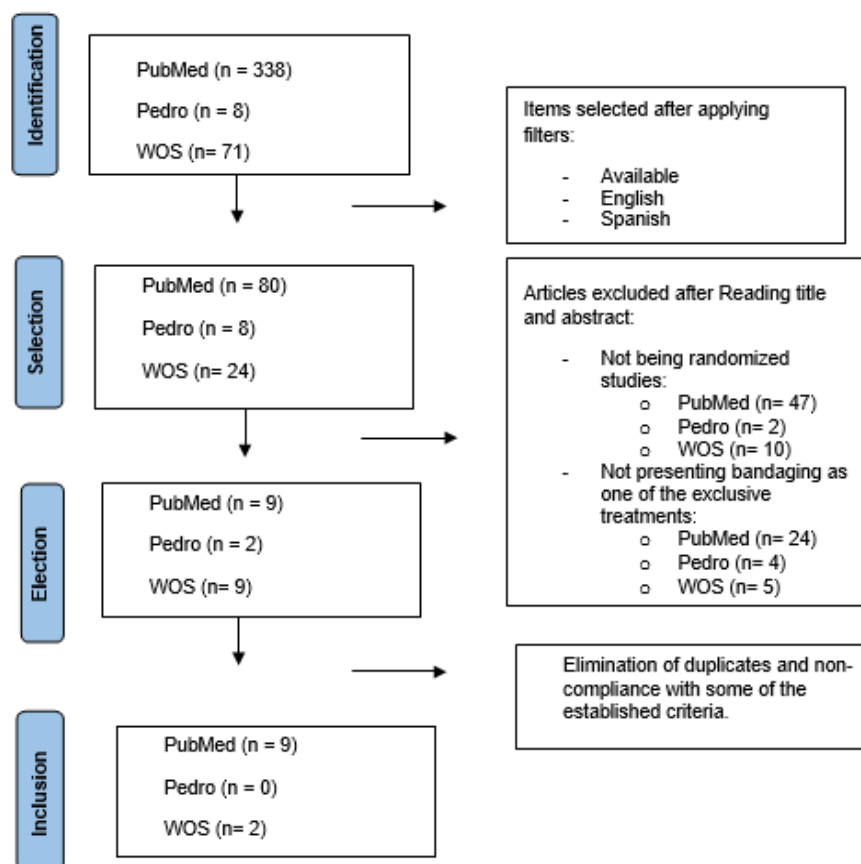 Identification
PubMed (n = 338)
Pedro (n = 8)
WOS (n= 71)
Items selected after applying
filters:
- Available
- English
- Spanish
Selection
PubMed (n = 80)
Pedro (n = 8)
WOS (n= 24)
Articles excluded after Reading title
and abstract:
- Not being randomized
studies:
o PubMed (n= 47)
o Pedro (n= 2)
o WOS (n= 10)
- Not presenting bandaging as
one of the exclusive
treatments:
o PubMed (n= 24)
o Pedro (n= 4)
o WOS (n= 5)
Election
PubMed (n = 9)
Pedro (n = 2)
WOS (n= 9)
Elimination of duplicates and non-
compliance with some of the
established criteria.
Inclusion
PubMed (n = 9)
Pedro (n = 0)
WOS (n= 2)